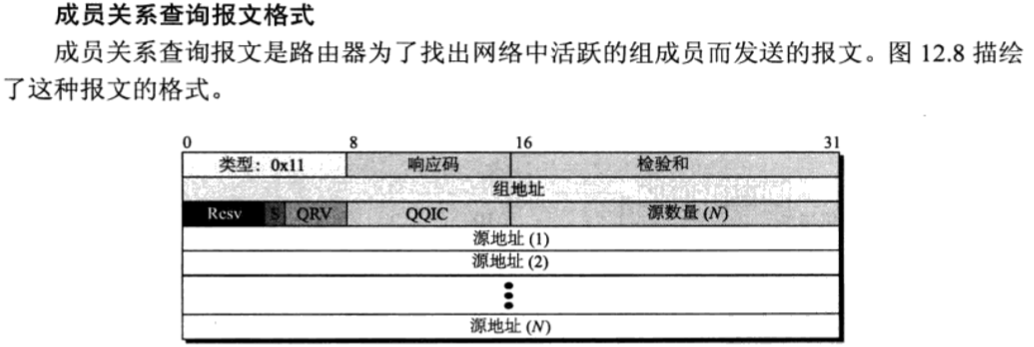 成员关系查询报文格式
成员关系查询报文是路由器为了找出网络中活跃的组成员而发送的报文。图 12.8 描绘
了这种报文的格式。
0 8 16 31
类型：0x11 响应码 检验和
组地址
Resv S QRV QQIC 源数量 (N)
源地址 (1)
源地址 (2)
源地址 (N)